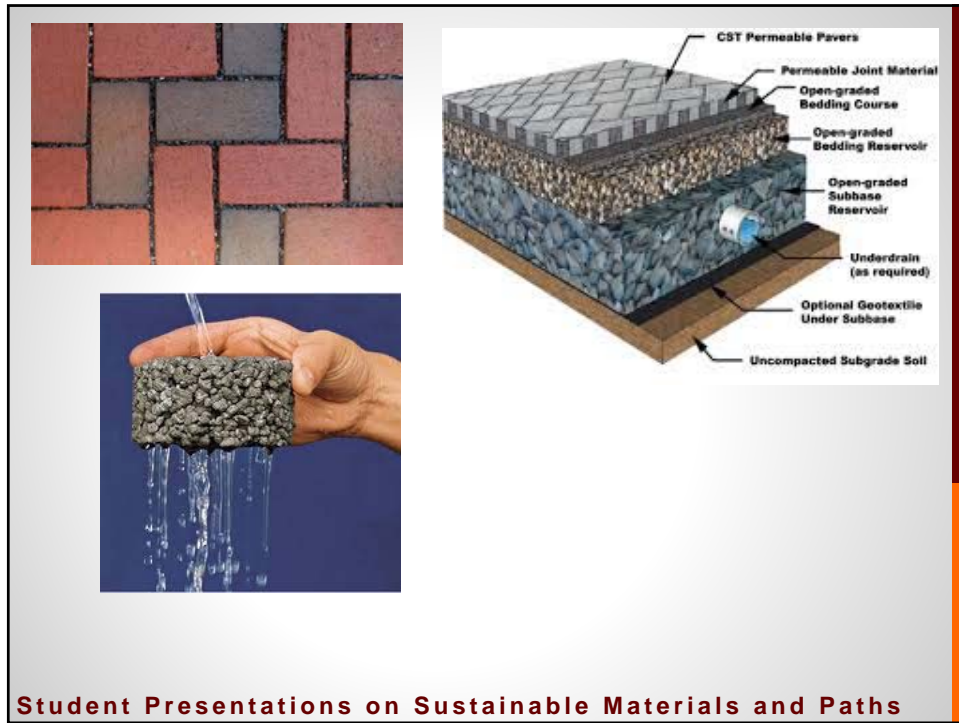 CST Permeable Pavers
Permeable Joint Material
Open-graded
Bedding Course
Open-graded
Bedding Reservoir
Open-graded
Subbase
Reservoir
Underdrain
(as required)
Optional Geotextile
Under Subbase
Uncompacted Subgrade Soil
Student Presentations on Sustainable Materials and Paths